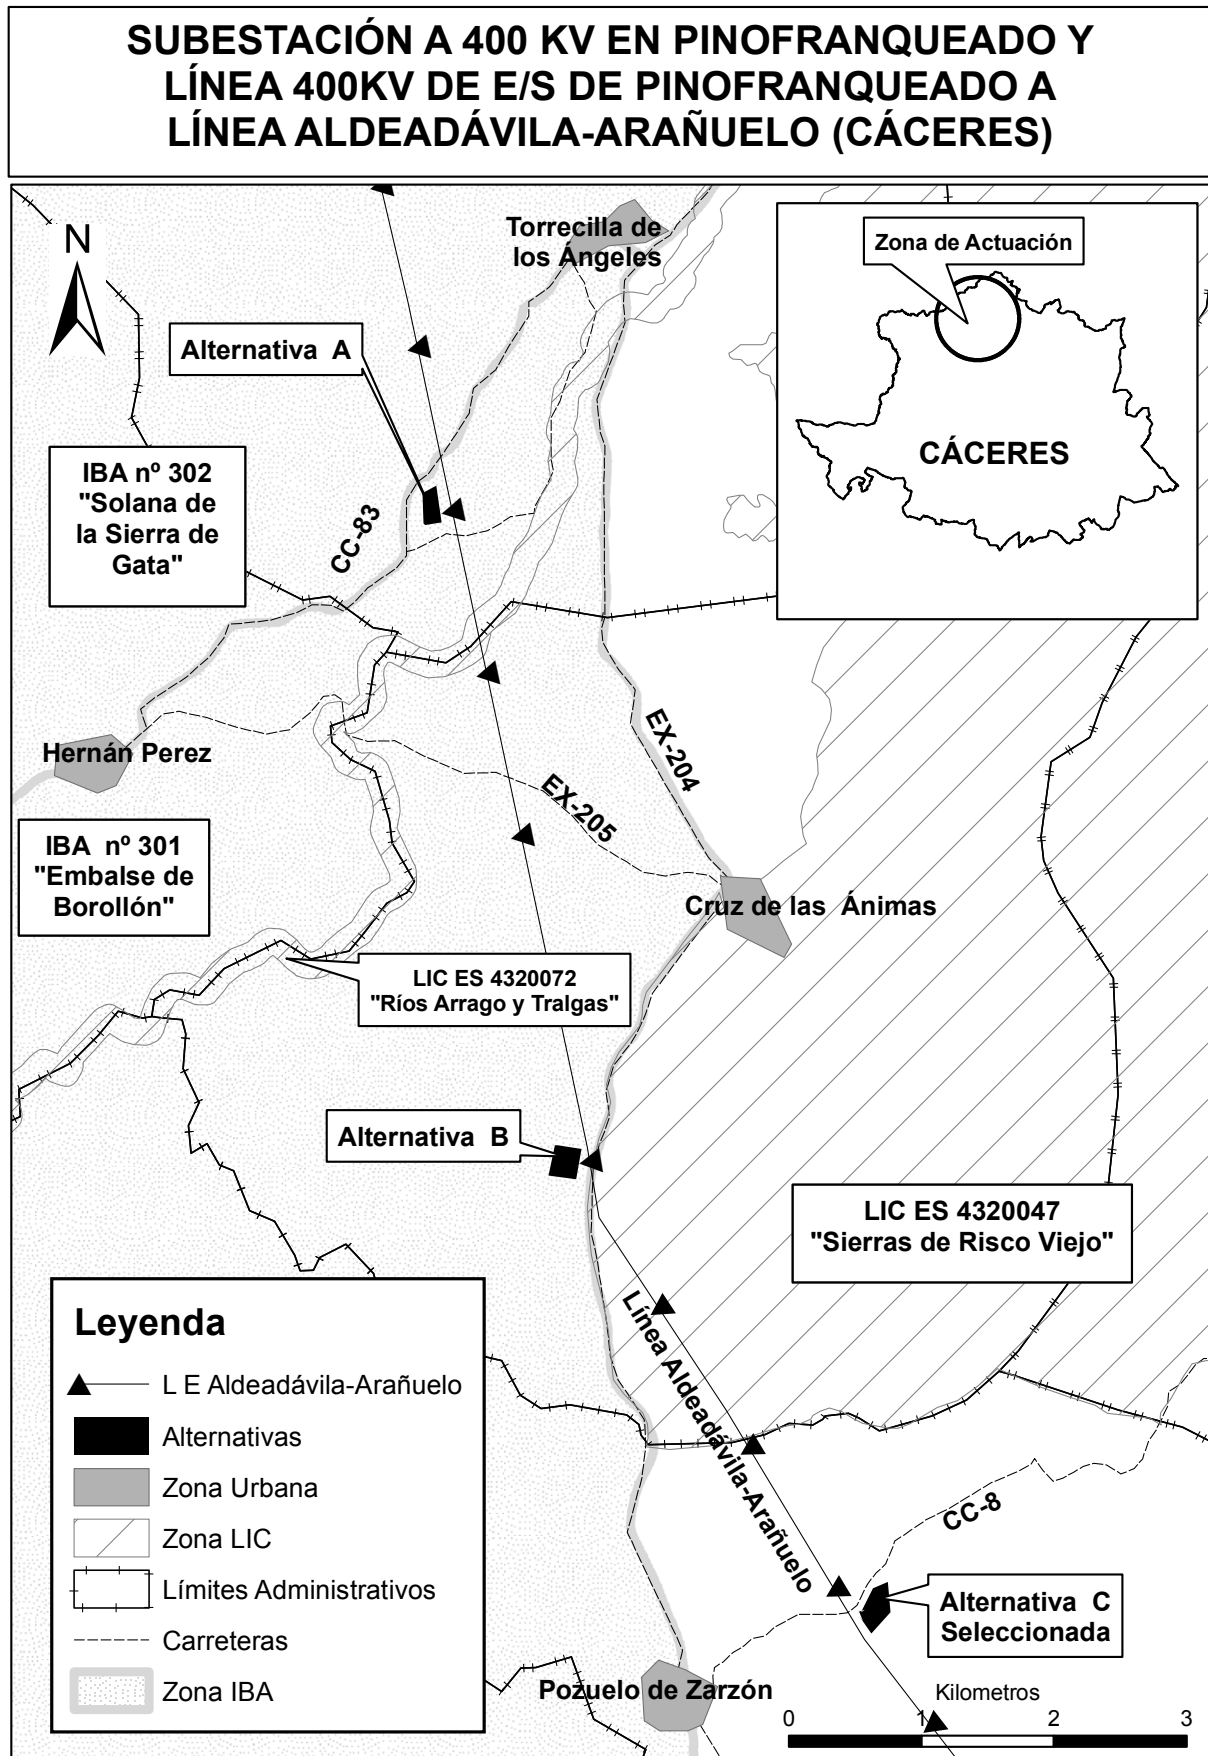 SUBESTACIÓN A 400 KV EN PINOFRANQUEADO Y
LÍNEA 400KV DE E/S DE PINOFRANQUEADO A
LÍNEA ALDEADÁVILA-ARAÑUELO (CÁCERES)
N
Torrecilla de
los Ángeles
Zona de Actuación
CÁCERES
Alternativa A
IBA nº 302
"Solana de
la Sierra de
Gata"
CC-83
Hernán Perez
EX-204
EX-205
IBA nº 301
"Embalse de
Borollón"
Cruz de las Ánimas
LIC ES 4320072
"Ríos Arrago y Tralgas"
Alternativa B
LIC ES 4320047
"Sierras de Risco Viejo"
Línea Aldeadávila-Arañuelo
CC-8
Alternativa C
Seleccionada
Pozuelo de Zarzón
Leyenda
L E Aldeadávila-Arañuelo
Alternativas
Zona Urbana
Zona LIC
Límites Administrativos
Carreteras
Zona IBA
Kilometros
0 1 2 3